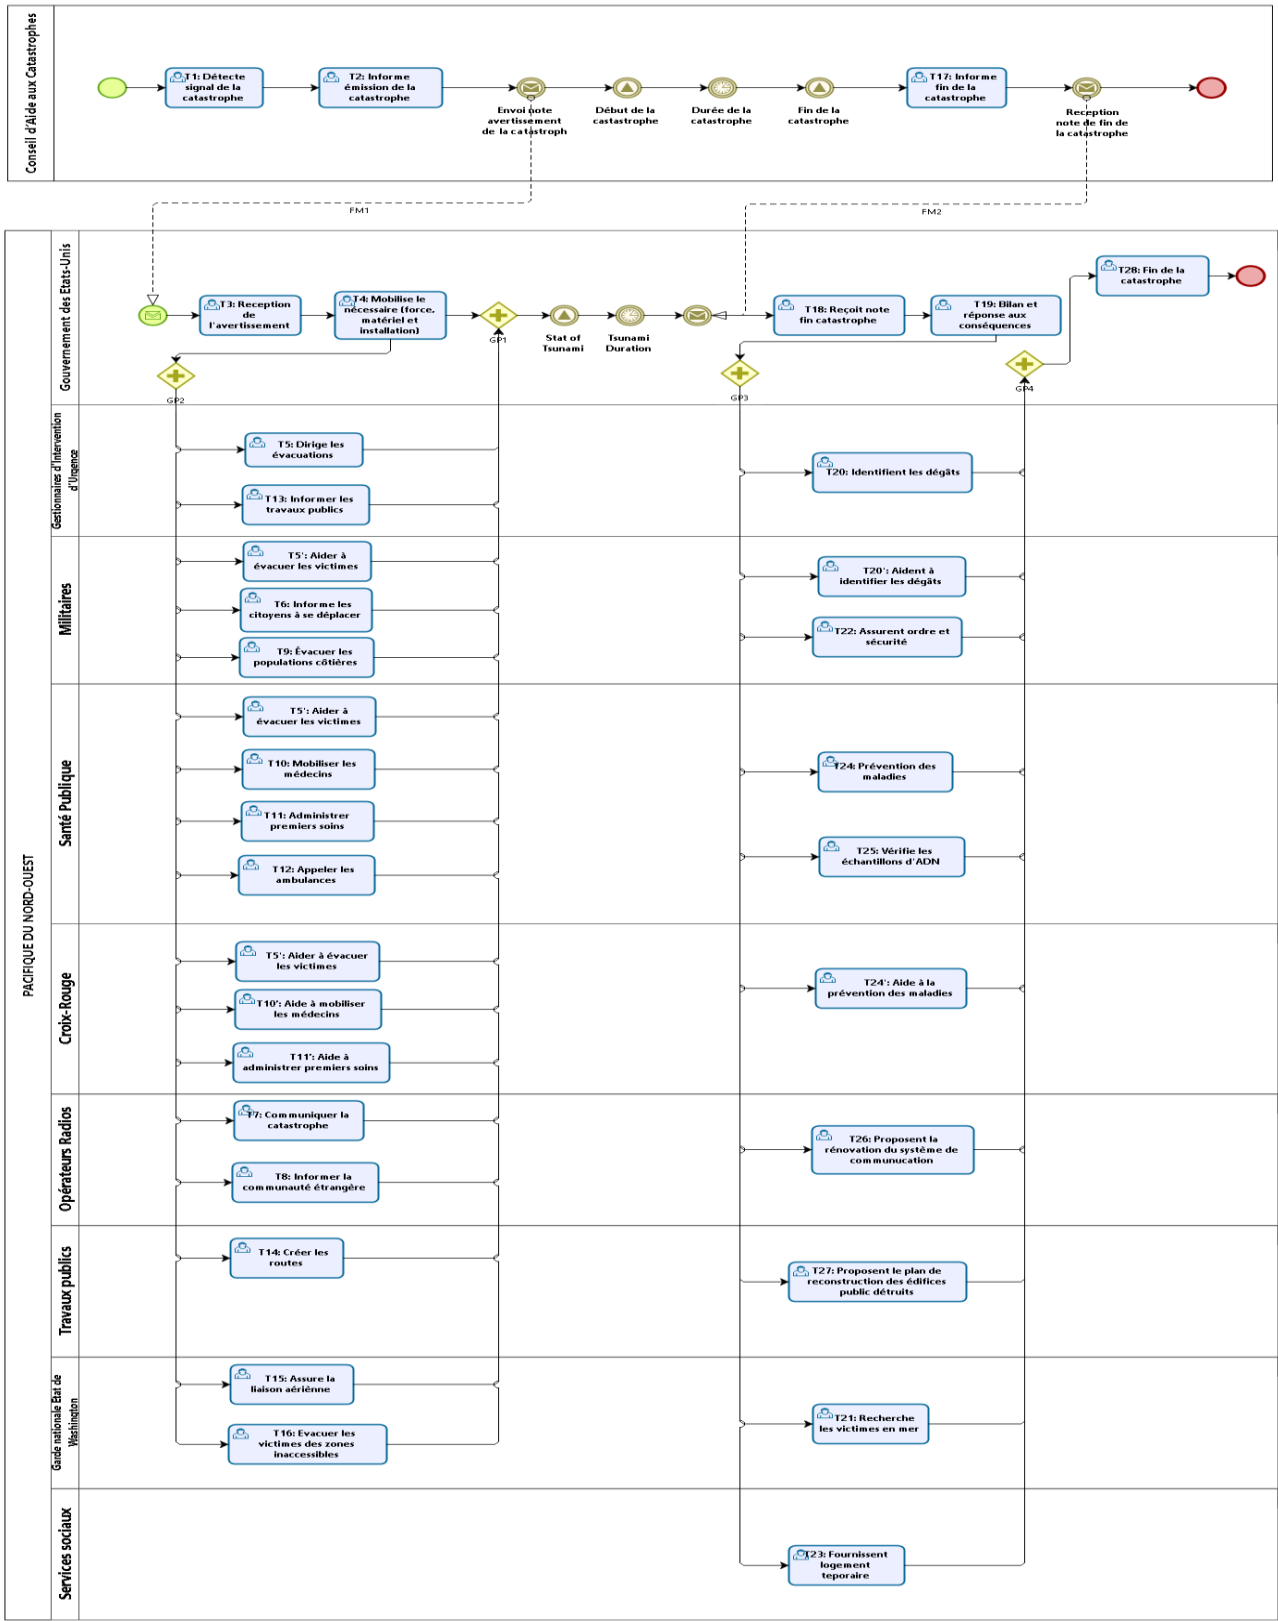 Conseil d'Aide aux Catastrophes
T1: Détecte
signal de la
catastrophe
T2: Informe
émission de la
catastrophe
Envoi note
avertissement
de la catastroph
Début de la
castastrophe
Durée de la
catastrophe
Fin de la
catastrophe
T17: Informe
fin de la
catastrophe
Reception
note de fin de
la catastrophe
FM1
FM2
PACIFIQUE DU NORD-OUEST
Gouvernement des Etats-Unis
T3: Reception
de
l'avertissement
T4: Mobilise le
nécessaire (force,
matériel et
installation)
GP1
Stat of
Tsunami
Tsunami
Duration
T18: Reçoit note
fin catastrophe
T19: Bilan et
réponse aux
conséquences
T28: Fin de la
catastrophe
GP2
GP3
GP4
Gestionnaires d'Intervention
d'Urgence
T5: Dirige les
évacuations
T13: Informer les
travaux publics
T20: Identifient les dégâts
Militaires
T5': Aider à
évacuer les victimes
T6: Informe les
citoyens à se déplacer
T9: Évacuer les
populations côtières
T20': Aident à
identifier les dégâts
T22: Assurent ordre et
sécurité
Santé Publique
T5': Aider à
évacuer les victimes
T10: Mobiliser les
médecins
T11: Administrer
premiers soins
T12: Appeler les
ambulances
T24: Prévention des
maladies
T25: Vérifie les
échantillons d'ADN
Croix-Rouge
T5': Aider à évacuer
les victimes
T10': Aide à mobiliser
les médecins
T11': Aide à
administrer premiers soins
T24': Aide à la
prévention des maladies
Opérateurs Radios
T7: Communiquer la
catastrophe
T8: Informer la
communauté étrangère
T26: Proposent la
rénovation du système de
communucation
Travaux publics
T14: Créer les
routes
T27: Proposent le plan de
reconstruction des édifices
public détruits
Garde nationale Etat de
Washington
T15: Assure la
liaison aériènne
T16: Evacuer les
victimes des zones
inaccessibles
T21: Recherche
les victimes en mer
Services sociaux
T23: Fournissent
logement
teporaire